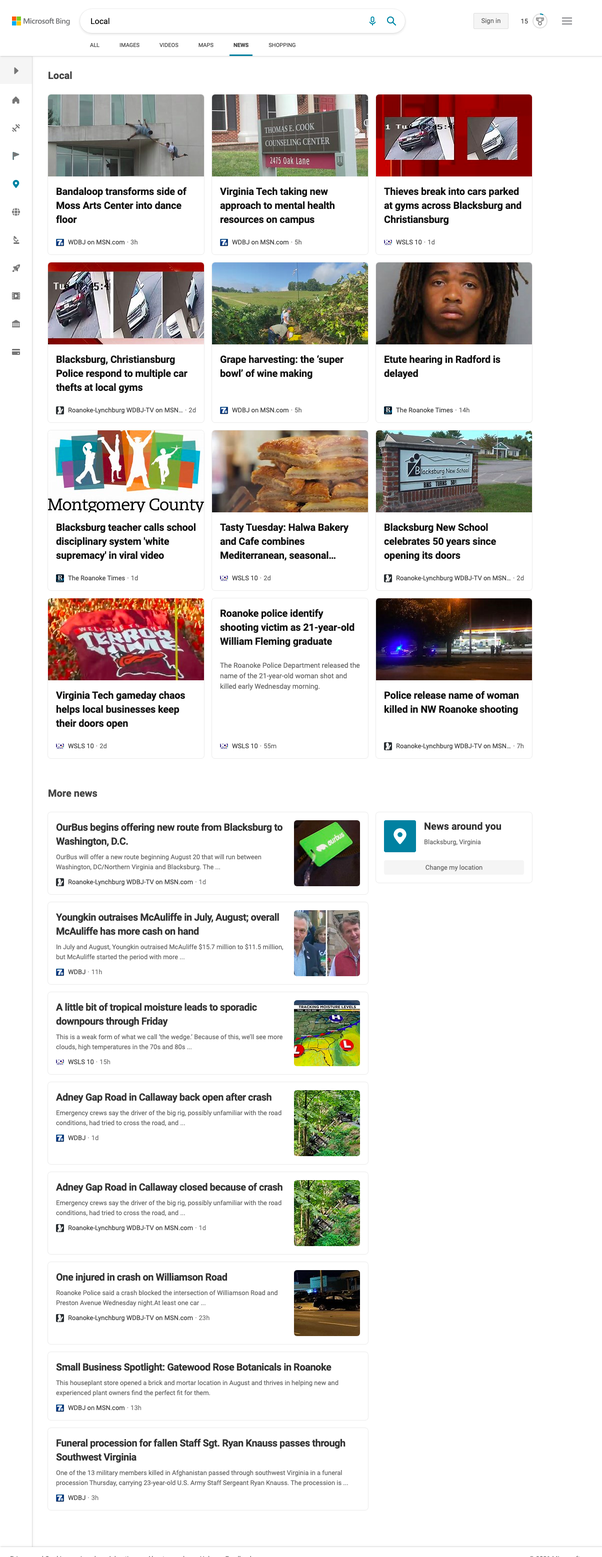 Microsoft Bing
Local
Sign in
15
ALL
IMAGES
VIDEOS
MAPS
NEWS
SHOPPING
Local
Bandaloop transforms side of
Moss Arts Center into dance
floor
WDBJ on MSN.com · 3h
THOMAS E. COOK
COUNSELING CENTER
2475 Oak Lane
Virginia Tech taking new
approach to mental health
resources on campus
WDBJ on MSN.com · 5h
Thieves break into cars parked
at gyms across Blacksburg and
Christiansburg
WSLS 10 · 1d
Blacksburg, Christiansburg
Police respond to multiple car
thefts at local gyms
Roanoke-Lynchburg WDBJ-TV on MSN... · 2d
Grape harvesting: the ‘super
bowl’ of wine making
WDBJ on MSN.com · 5h
Etute hearing in Radford is
delayed
The Roanoke Times · 14h
Montgomery County
Blacksburg teacher calls school
disciplinary system 'white
supremacy' in viral video
The Roanoke Times · 1d
Tasty Tuesday: Halwa Bakery
and Cafe combines
Mediterranean, seasonal...
WSLS 10 · 2d
Blacksburg New School
Blacksburg New School
celebrates 50 years since
opening its doors
Roanoke-Lynchburg WDBJ-TV on MSN... · 2d
TERROR
Virginia Tech gameday chaos
helps local businesses keep
their doors open
WSLS 10 · 2d
Roanoke police identify
shooting victim as 21-year-old
William Fleming graduate
The Roanoke Police Department released the
name of the 21-year-old woman shot and
killed early Wednesday morning.
WSLS 10 · 55m
Police release name of woman
killed in NW Roanoke shooting
Roanoke-Lynchburg WDBJ-TV on MSN... · 7h
More news
OurBus begins offering new route from Blacksburg to
Washington, D.C.
OurBus will offer a new route beginning August 20 that will run between
Washington, DC/Northern Virginia and Blacksburg. The ...
Roanoke-Lynchburg WDBJ-TV on MSN.com · 1d
ourbus
News around you
Blacksburg, Virginia
Change my location
Youngkin outraises McAuliffe in July, August; overall
McAuliffe has more cash on hand
In July and August, Youngkin outraised McAuliffe $15.7 million to $11.5 million,
but McAuliffe started the period with more ...
WDBJ · 11h
A little bit of tropical moisture leads to sporadic
downpours through Friday
This is a weak form of what we call 'the wedge.' Because of this, we'll see more
clouds, high temperatures in the 70s and 80s ...
WSLS 10 · 15h
TRACKING MOISTURE LEVELS
H
L
L
Adney Gap Road in Callaway back open after crash
Emergency crews say the driver of the big rig, possibly unfamiliar with the road
conditions, had tried to cross the road, and ...
WDBJ · 1d
Adney Gap Road in Callaway closed because of crash
Emergency crews say the driver of the big rig, possibly unfamiliar with the road
conditions, had tried to cross the road, and ...
Roanoke-Lynchburg WDBJ-TV on MSN.com · 1d
One injured in crash on Williamson Road
Roanoke Police said a crash blocked the intersection of Williamson Road and
Preston Avenue Wednesday night.At least one car ...
Roanoke-Lynchburg WDBJ-TV on MSN.com · 23h
Small Business Spotlight: Gatewood Rose Botanicals in Roanoke
This houseplant store opened a brick and mortar location in August and thrives in helping new and
experienced plant owners find the perfect fit for them.
WDBJ on MSN.com · 13h
Funeral procession for fallen Staff Sgt. Ryan Knauss passes through
Southwest Virginia
One of the 13 military members killed in Afghanistan passed through southwest Virginia in a funeral
procession Thursday, carrying 23-year-old U.S. Army Staff Sergeant Ryan Knauss. The procession is ...
WDBJ · 3h